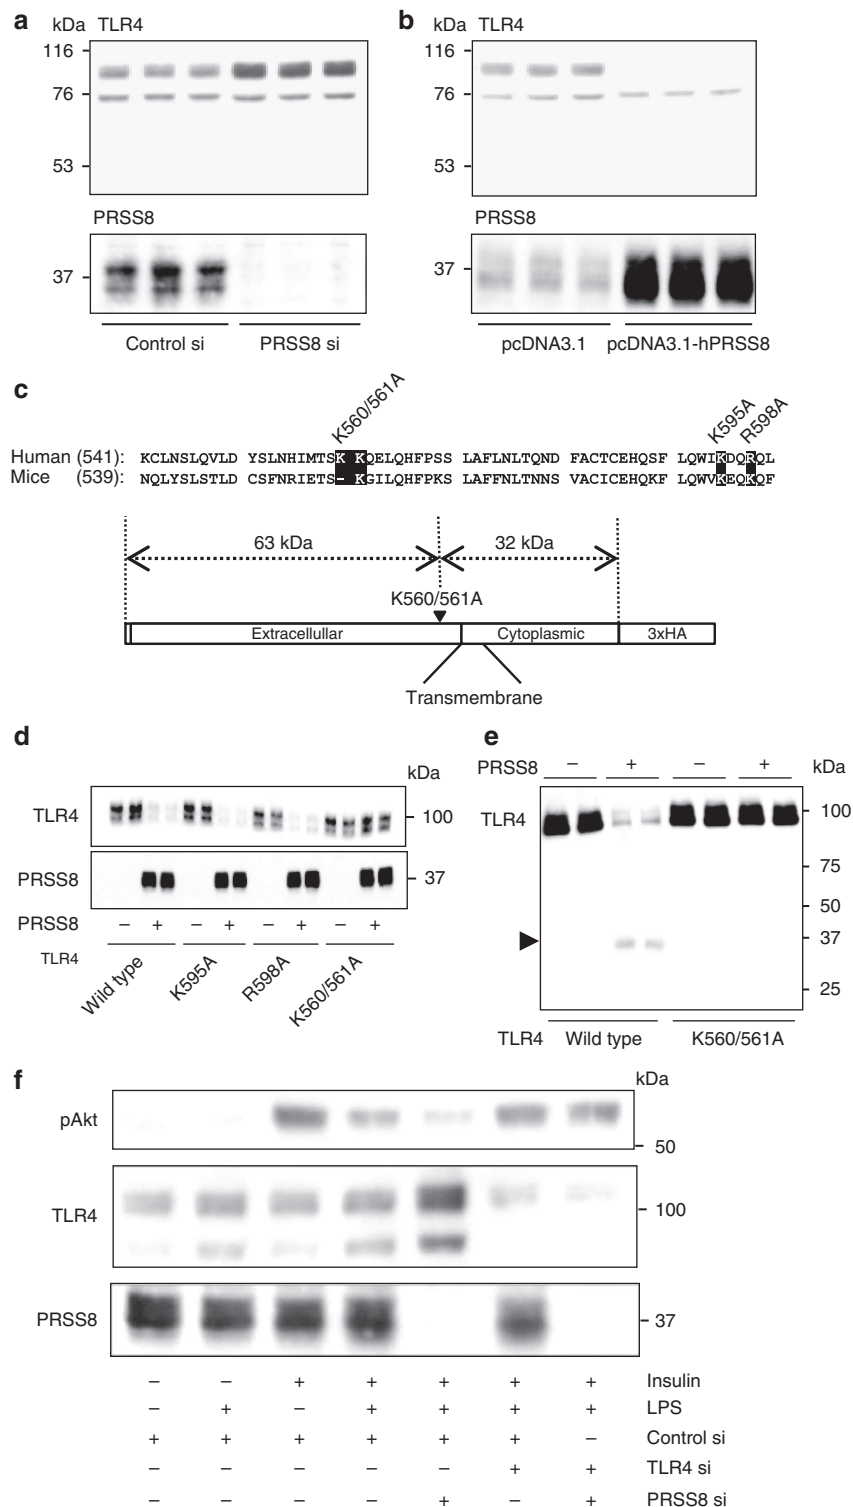 a
b
kDa TLR4
116
76
53
PRSS8
37
Control si
PRSS8 si
kDa TLR4
116
76
53
PRSS8
37
pcDNA3.1
pcDNA3.1-hPRSS8
c
K560/561A
K595A
R598A
Human (541): KCLNSLQVLD YSLNHIMTSK KQELQHFPSS LAFLNLTQND FACTCEHQSF LQWIKDQRQL
Mice (539): NQLYSLSTLD CSFNRIETS– KGILQHFPKS LAFFNLTNNS VACICEHQKF LQWVKEQKQF
63 kDa
32 kDa
K560/561A
Extracellullar
Cytoplasmic
3xHA
Transmembrane
d
kDa
TLR4
100
PRSS8
37
PRSS8 – + – + – + – +
TLR4
Wild type
K595A
R598A
K560/561A
e
PRSS8 – + – + kDa
TLR4
100
75
50
37
25
TLR4 Wild type K560/561A
f
kDa
pAkt
50
TLR4
100
PRSS8
37
– – + + + + + Insulin
– + – + + + + LPS
+ + + + + + – Control si
– – – – – + + TLR4 si
– – – – + – + PRSS8 si